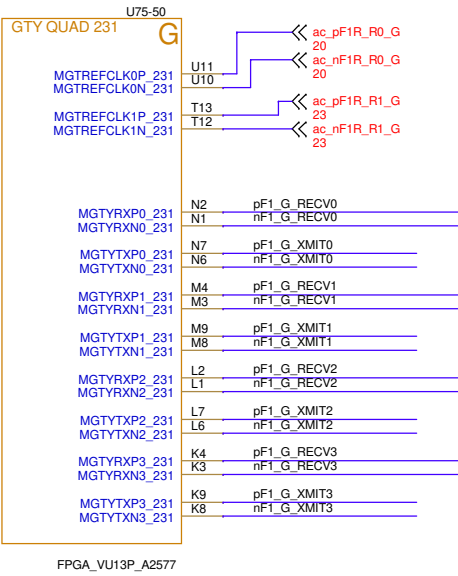 U75-50
GTY QUAD 231
G
ac_pF1R_R0_G
20
ac_nF1R_R0_G
20
MGTREFCLK0P_231 U11
MGTREFCLK0N_231 U10
ac_pF1R_R1_G
23
MGTREFCLK1P_231 T13
MGTREFCLK1N_231 T12
ac_nF1R_R1_G
23
MGTYRXP0_231 N2 pF1_G_RECV0
MGTYRXN0_231 N1 nF1_G_RECV0
MGTYTXP0_231 N7 pF1_G_XMIT0
MGTYTXN0_231 N6 nF1_G_XMIT0
MGTYRXP1_231 M4 pF1_G_RECV1
MGTYRXN1_231 M3 nF1_G_RECV1
MGTYTXP1_231 M9 pF1_G_XMIT1
MGTYTXN1_231 M8 nF1_G_XMIT1
MGTYRXP2_231 L2 pF1_G_RECV2
MGTYRXN2_231 L1 nF1_G_RECV2
MGTYTXP2_231 L7 pF1_G_XMIT2
MGTYTXN2_231 L6 nF1_G_XMIT2
MGTYRXP3_231 K4 pF1_G_RECV3
MGTYRXN3_231 K3 nF1_G_RECV3
MGTYTXP3_231 K9 pF1_G_XMIT3
MGTYTXN3_231 K8 nF1_G_XMIT3
FPGA_VU13P_A2577